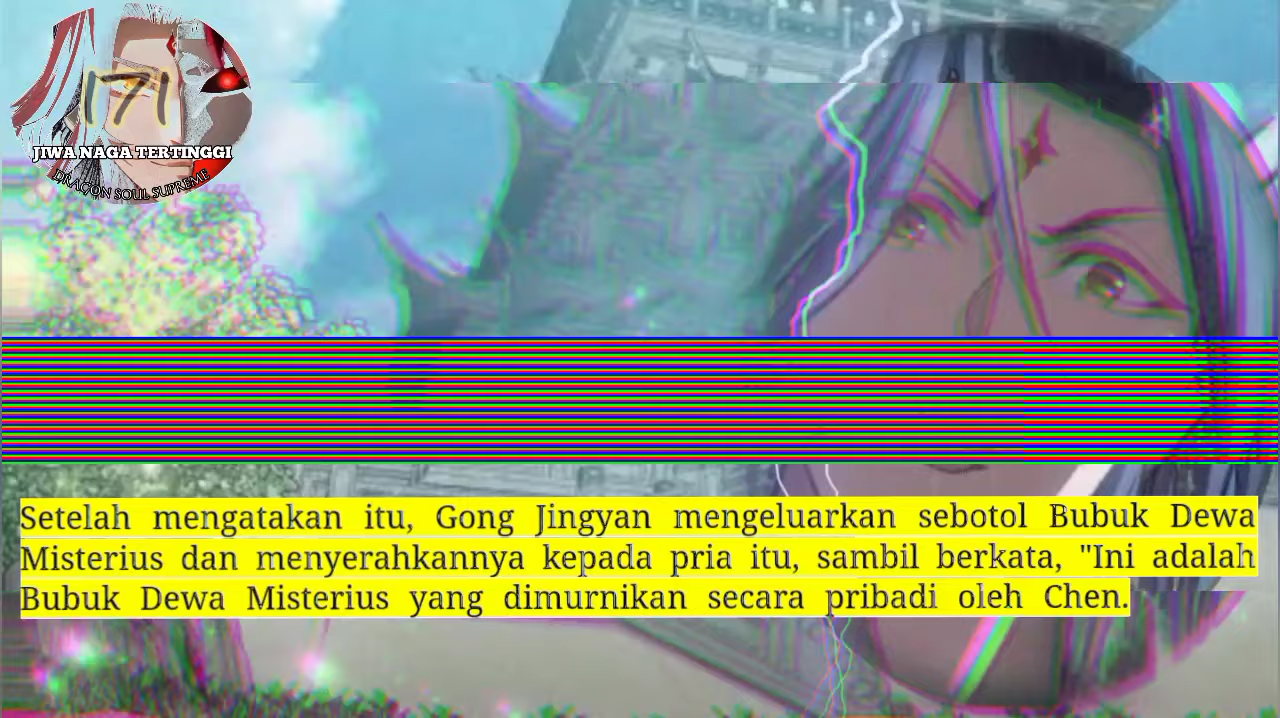 171
JIWA NAGA TERTINGGI
DRAGON SOUL SUPREME
Setelah mengatakan itu, Gong Jingyan mengeluarkan sebotol Bubuk Dewa
Misterius dan menyerahkannya kepada pria itu, sambil berkata, "Ini adalah
Bubuk Dewa Misterius yang dimurnikan secara pribadi oleh Chen.